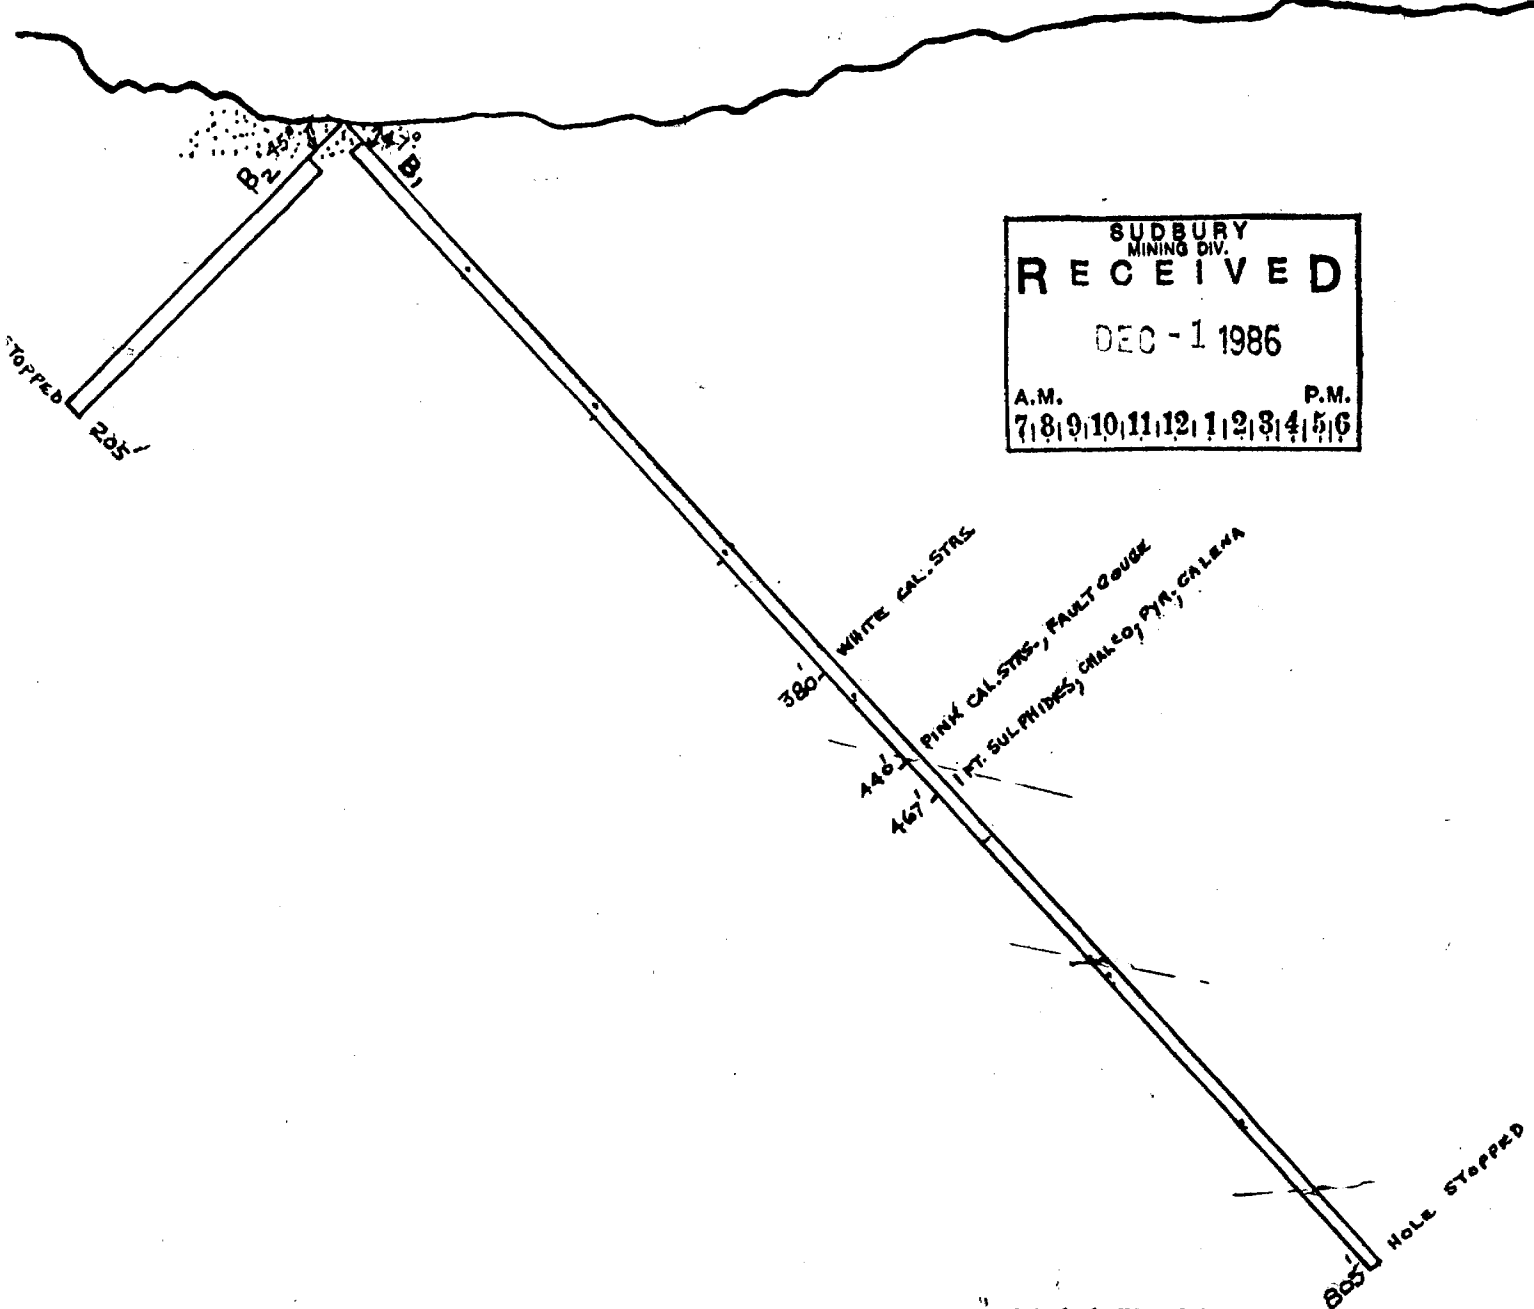 45°
47°
B2
B1
SUDBURY
MINING DIV.
RECEIVED
DEC - 1 1986
A.M. P.M.
7|8|9|10|11|12|1|2|3|4|5|6
STOPPED
205'
WHITE CAL. STRS.
380'
PINK CAL. STRS., FAULT GOUGE
440'
1 FT. SULPHIDES, CHALCO, PYR, GALENA
467'
HOLE STOPPED
805'